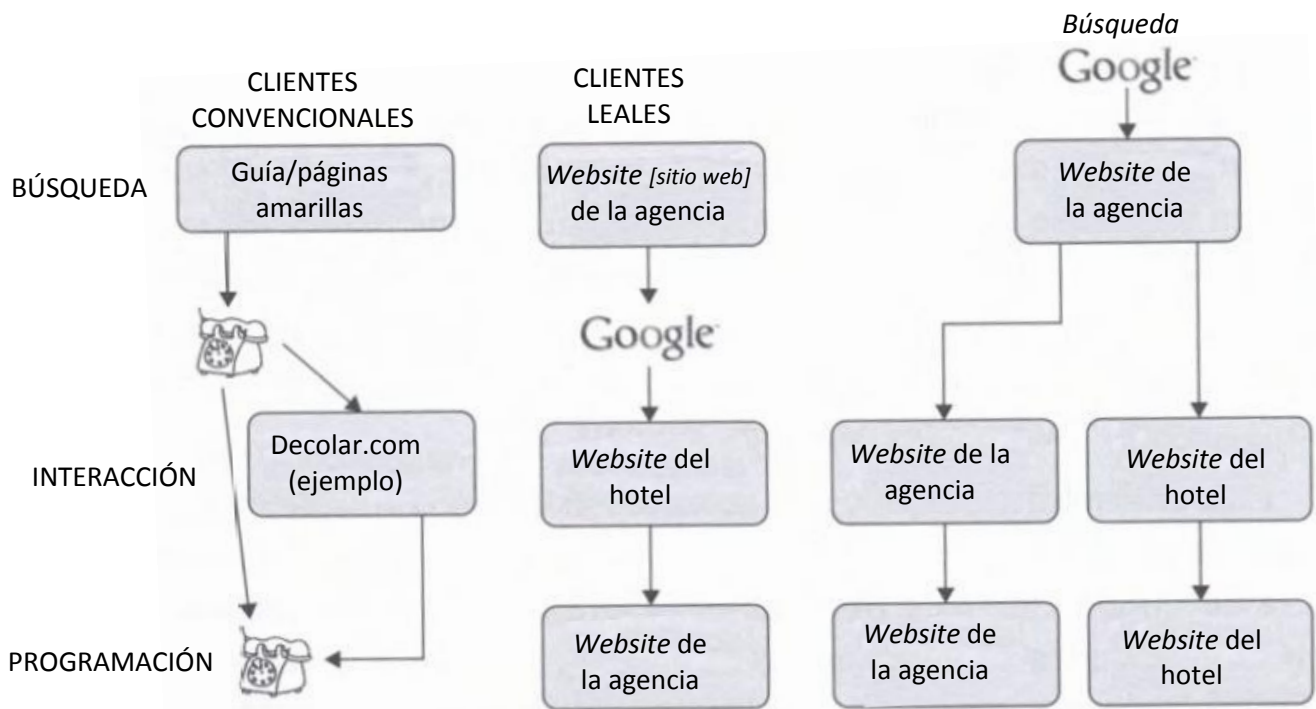 Búsqueda
Google
CLIENTES
CONVENCIONALES
CLIENTES
LEALES
BÚSQUEDA
Guía/páginas
amarillas
Website [sitio web]
de la agencia
Website de
la agencia
Google
INTERACCIÓN
Decolar.com
(ejemplo)
Website del
hotel
Website de la
agencia
Website del
hotel
PROGRAMACIÓN
Website de
la agencia
Website de
la agencia
Website del
hotel